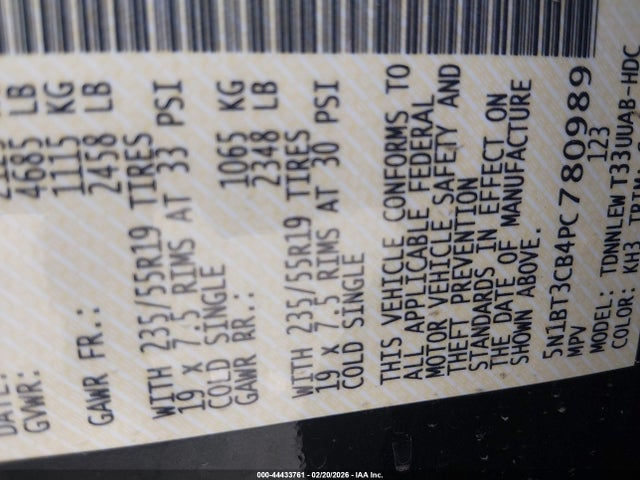 DATE:
GVWR: 4685 LB
1115 KG
GAWR FR.: 2458 LB
WITH 235/55R19 TIRES
19 X 7.5 RIMS AT 33 PSI
COLD SINGLE
1065 KG
GAWR RR.: 2348 LB
WITH 235/55R19 TIRES
19 X 7.5 RIMS AT 30 PSI
COLD SINGLE
THIS VEHICLE CONFORMS TO
ALL APPLICABLE FEDERAL
MOTOR VEHICLE SAFETY AND
THEFT PREVENTION
STANDARDS IN EFFECT ON
THE DATE OF MANUFACTURE
SHOWN ABOVE.
5N1BT3CB4PC780989
MPV 123
MODEL: TDNNLEWT33UUAB-HDC
COLOR: KH3 TRIM:
000-44433761 - 02/20/2026 - IAA Inc.